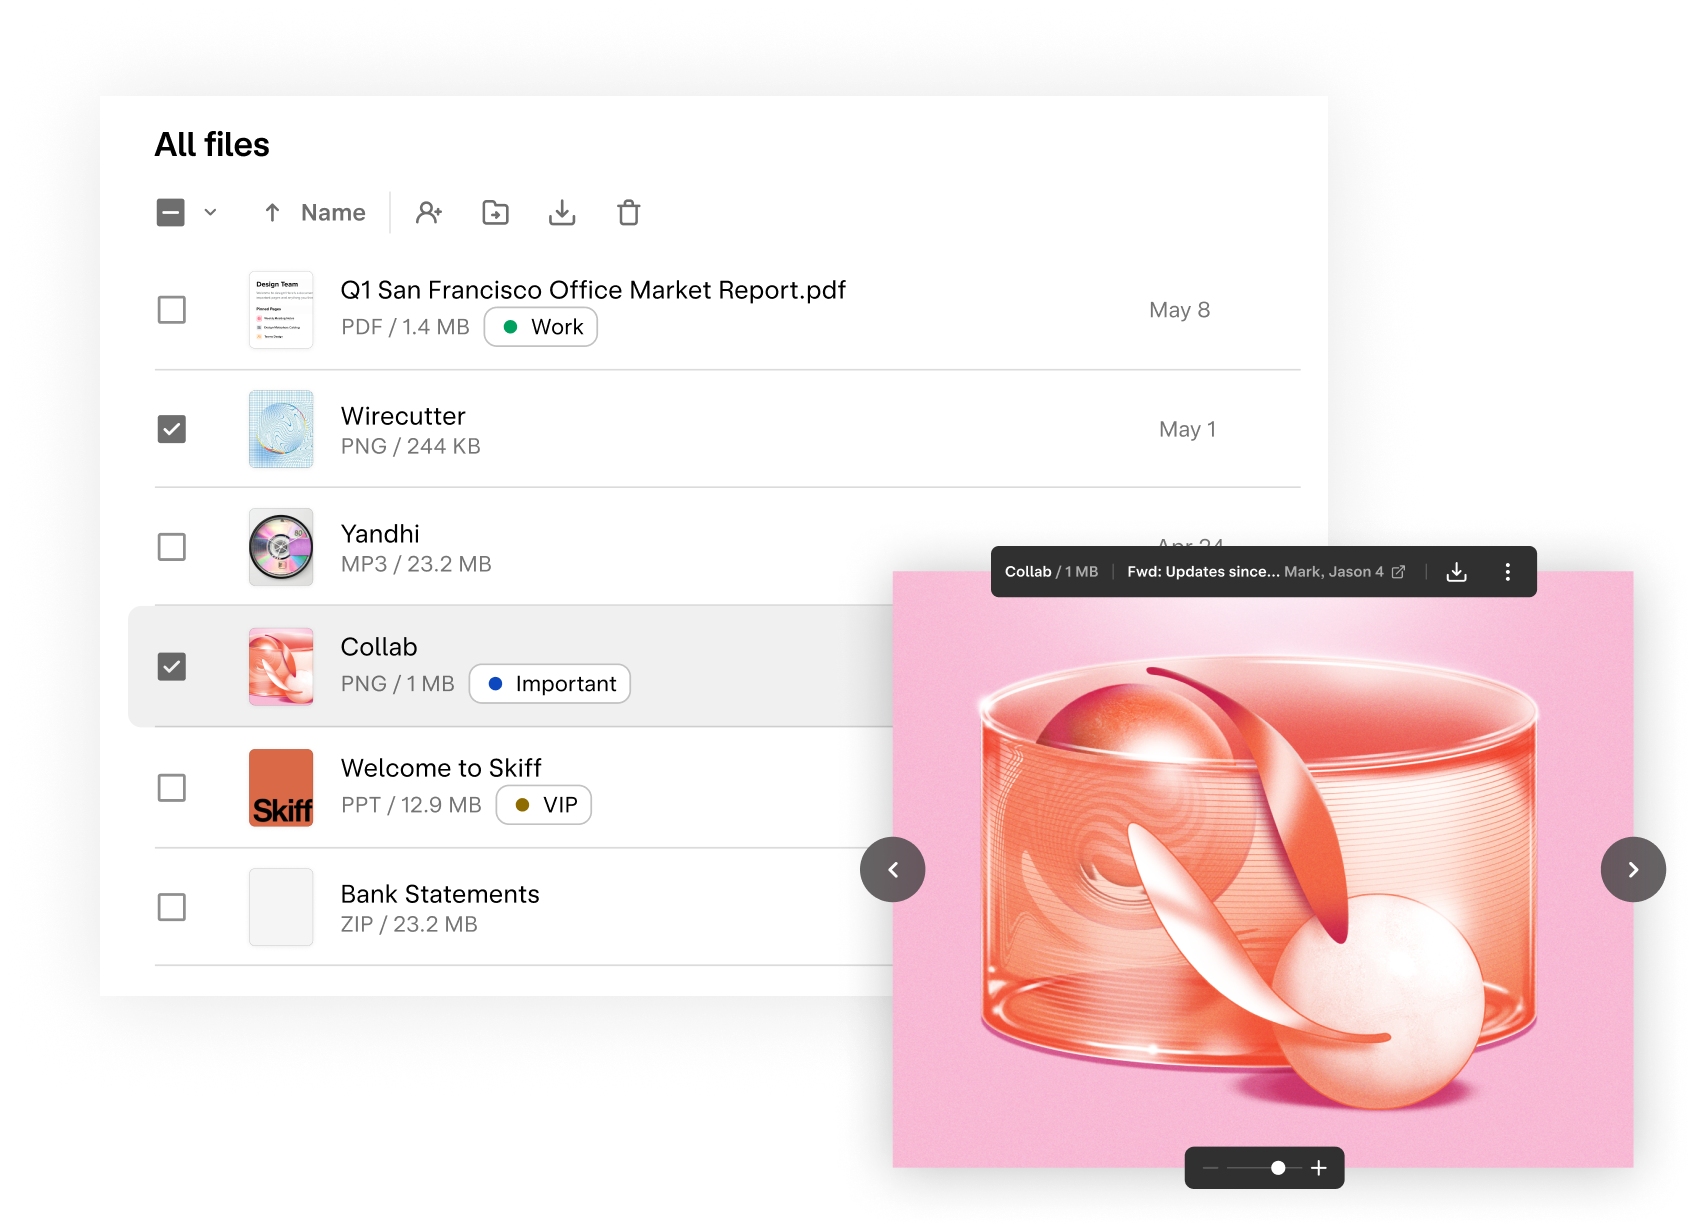 All files
Name
Design Team
Pinned Pages
Q1 San Francisco Office Market Report.pdf
PDF / 1.4 MB Work
May 8
Wirecutter
PNG / 244 KB
May 1
80
Yandhi
MP3 / 23.2 MB
Apr 24
Collab / 1 MB Fwd: Updates since... Mark, Jason 4
Collab
PNG / 1 MB Important
Skiff
Welcome to Skiff
PPT / 12.9 MB VIP
Bank Statements
ZIP / 23.2 MB